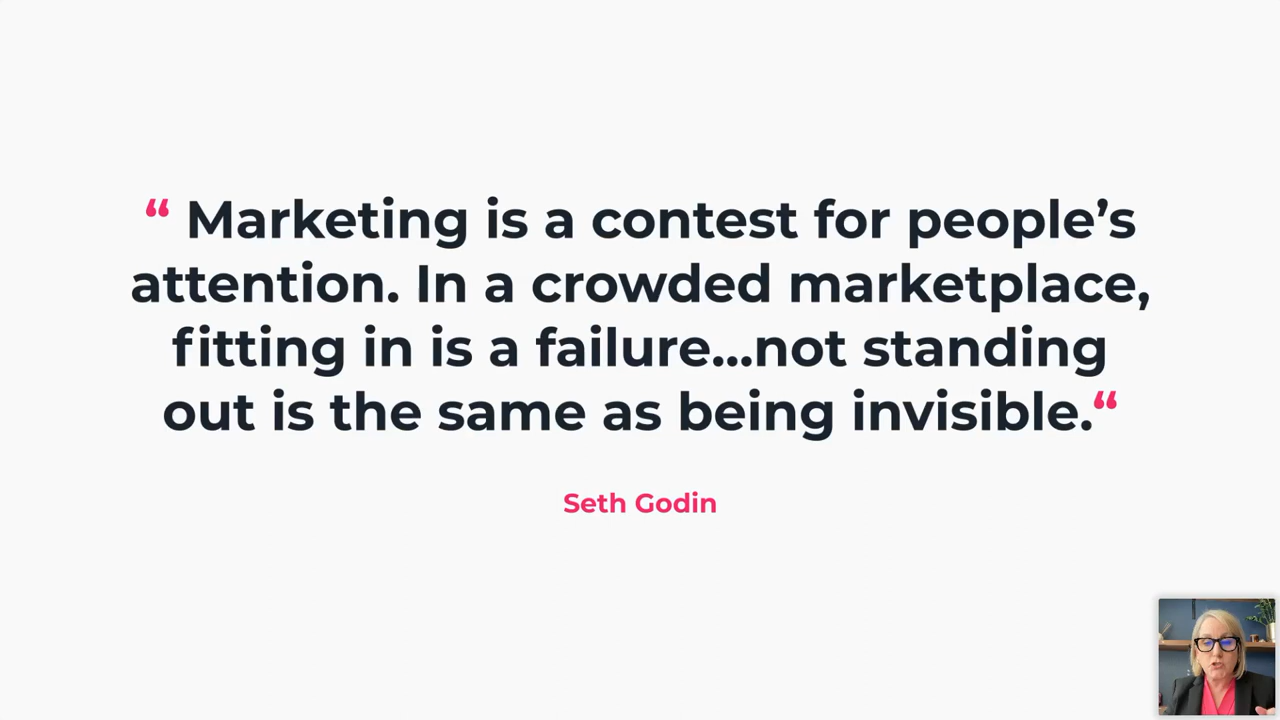 “ Marketing is a contest for people’s
attention. In a crowded marketplace,
fitting in is a failure...not standing
out is the same as being invisible.“
Seth Godin